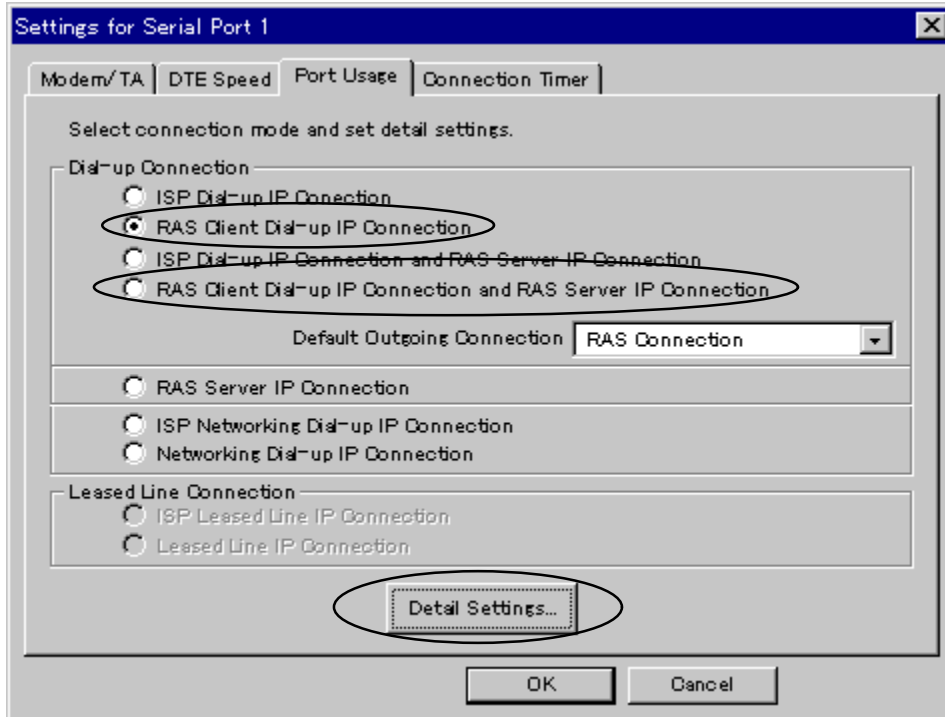 Settings for Serial Port 1
Modem/TA DTE Speed Port Usage Connection Timer
Select connection mode and set detail settings.
Dial-up Connection
ISP Dial-up IP Conection
RAS Client Dial-up IP Connection
ISP Dial-up IP Connection and RAS Server IP Connection
RAS Client Dial-up IP Connection and RAS Server IP Connection
Default Outgoing Connection RAS Connection
RAS Server IP Connection
ISP Networking Dial-up IP Connection
Networking Dial-up IP Connection
Leased Line Connection
ISP Leased Line IP Connection
Leased Line IP Connection
Detail Settings...
OK Cancel